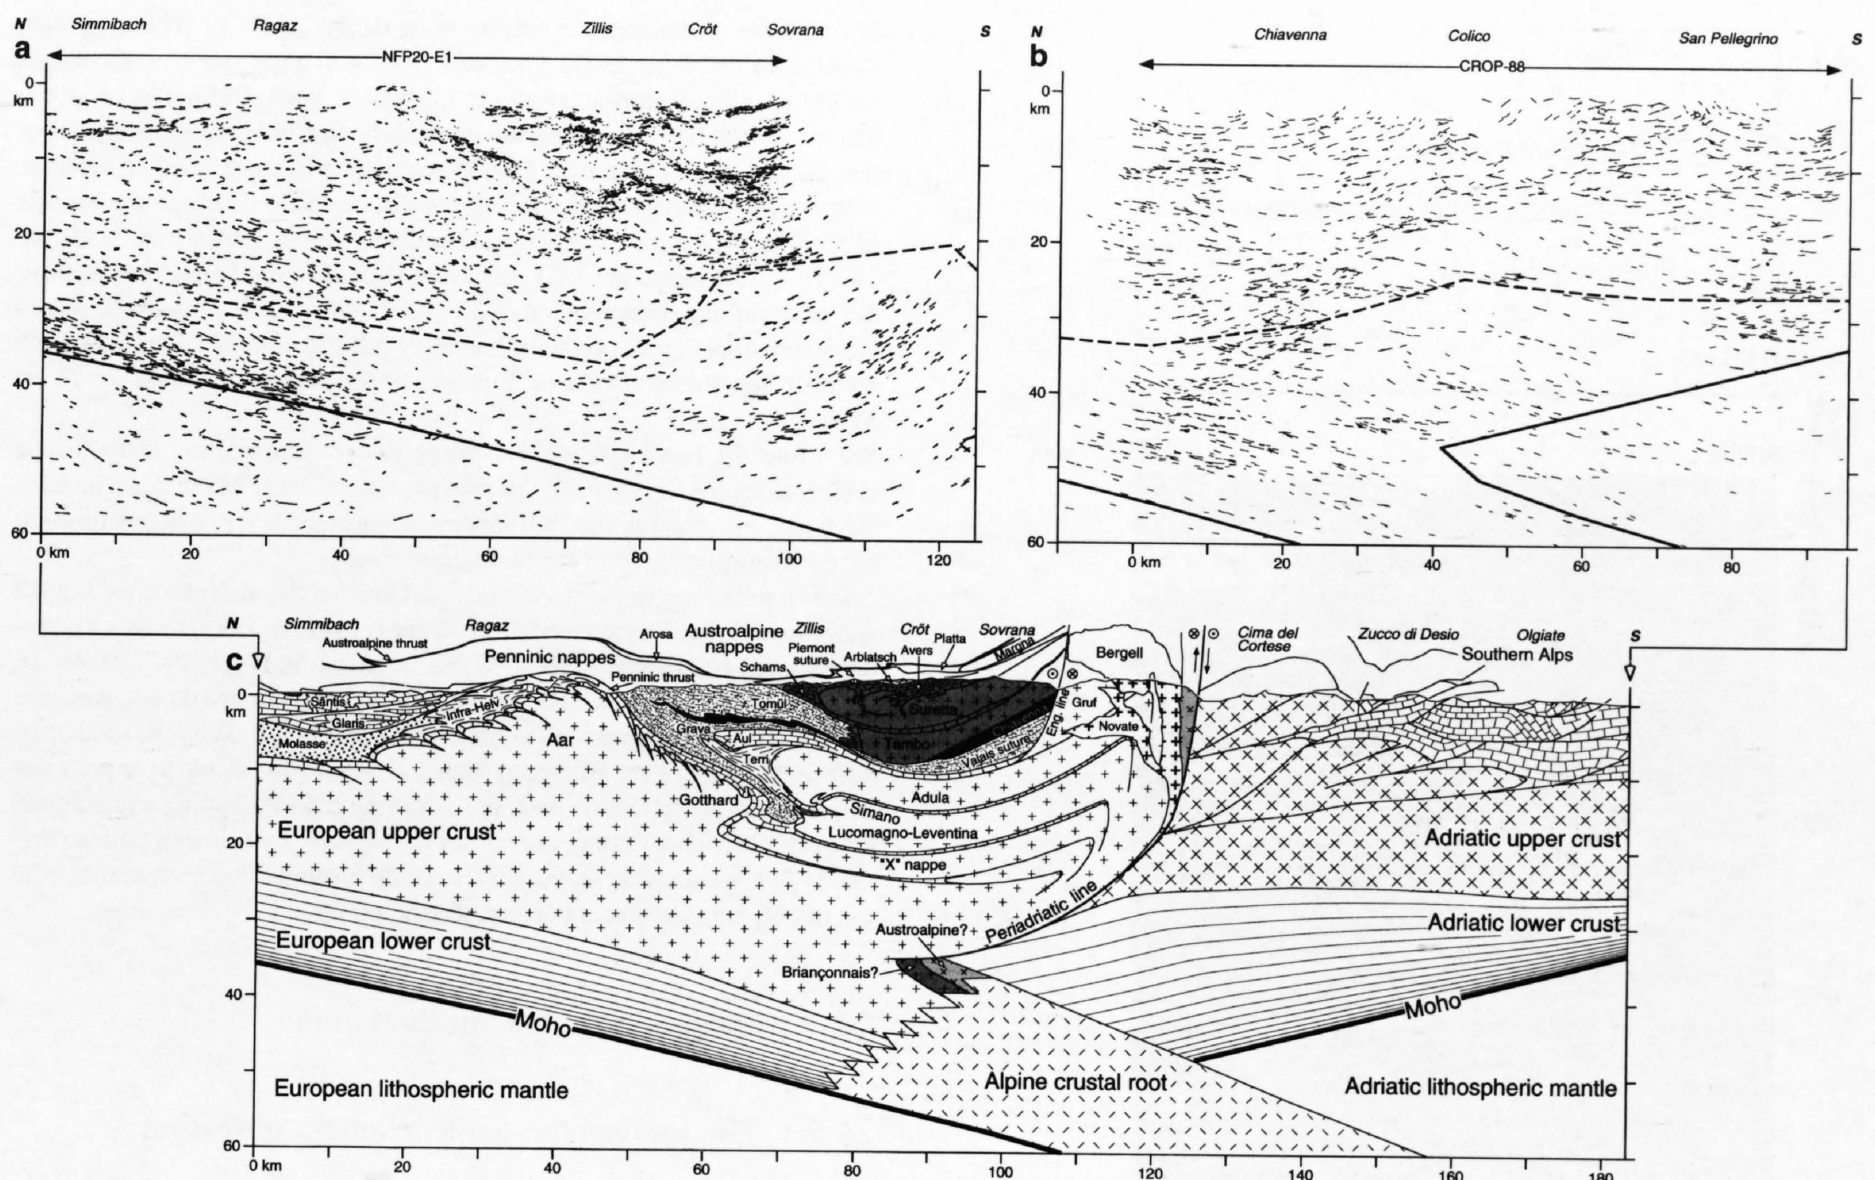 N Simmibach Ragaz Zillis Cröt Sovrana S
a
NFP20-E1
0
km
20
40
60
0 km 20 40 60 80 100 120
N Chiavenna Colico San Pellegrino S
b
CROP-88
0
km
20
40
60
0 km 20 40 60 80
N Simmibach Ragaz Zillis Cröt Sovrana Cima del Cortese Zucco di Desio Olgiate S
c
Austroalpine thrust
Penninic nappes
Arosa
Austroalpine
nappes
Penninic thrust
Schams
Piemont
suture
Arblatsch
Avers
Platta
Margna
Bergell
Southern Alps
0
km
20
40
60
Säntis
Glaris
Molasse
Infra-Helv.
Aar
Tomül
Grava
Aul
Terri
Suretta
Tambo
Valais suture
Eng. line
Gruf
Novate
Gotthard
Adula
Simano
Lucomagno-Leventina
"X" nappe
European upper crust
Adriatic upper crust
Periadriatic line
Austroalpine?
Briançonnais?
European lower crust
Adriatic lower crust
Moho
Moho
European lithospheric mantle
Alpine crustal root
Adriatic lithospheric mantle
0 km 20 40 60 80 100 120 140 160 180